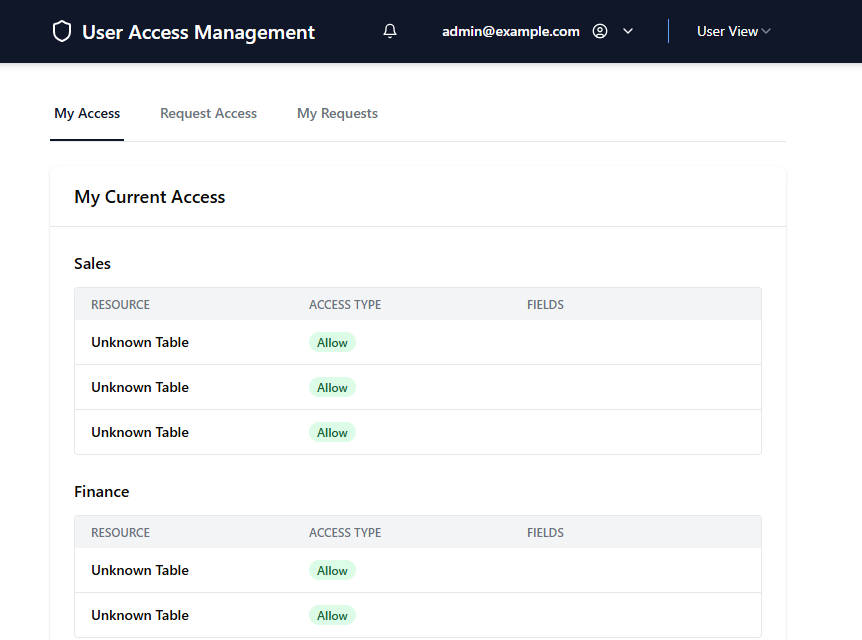 User Access Management
admin@example.com
User View
My Access Request Access My Requests
My Current Access
Sales
RESOURCE ACCESS TYPE FIELDS
Unknown Table Allow
Unknown Table Allow
Unknown Table Allow
Finance
RESOURCE ACCESS TYPE FIELDS
Unknown Table Allow
Unknown Table Allow